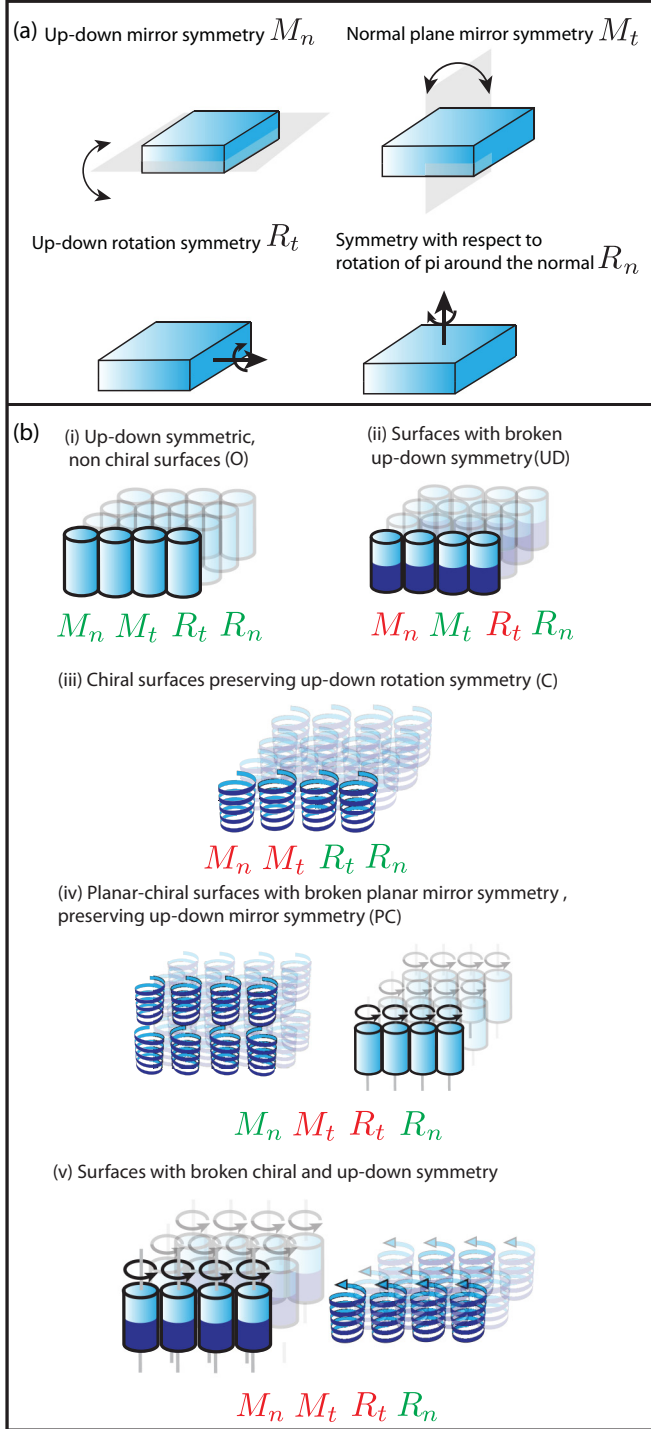 (a) Up-down mirror symmetry M_n
Normal plane mirror symmetry M_t
Up-down rotation symmetry R_t
Symmetry with respect to
rotation of pi around the normal R_n
(b)
(i) Up-down symmetric,
non chiral surfaces (O)
M_n M_t R_t R_n
(ii) Surfaces with broken
up-down symmetry(UD)
M_n M_t R_t R_n
(iii) Chiral surfaces preserving up-down rotation symmetry (C)
M_n M_t R_t R_n
(iv) Planar-chiral surfaces with broken planar mirror symmetry ,
preserving up-down mirror symmetry (PC)
M_n M_t R_t R_n
(v) Surfaces with broken chiral and up-down symmetry
M_n M_t R_t R_n